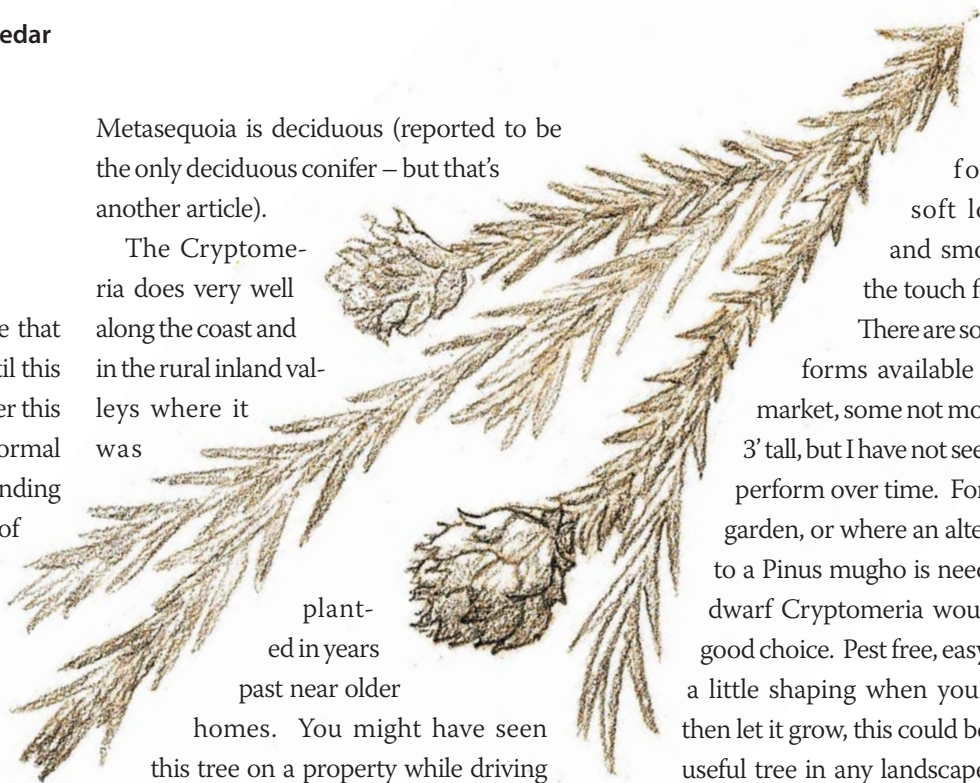 edar
e that
til this
er this
ormal
nding
of
Metasequoia is deciduous (reported to be
the only deciduous conifer – but that’s
another article).
The Cryptome-
ria does very well
along the coast and
in the rural inland val-
leys where it
was
plant-
ed in years
past near older
homes. You might have seen
this tree on a property while driving
fo
soft lo
and smo
the touch f
There are so
forms available
market, some not mo
3’ tall, but I have not see
perform over time. For
garden, or where an alte
to a Pinus mugho is nee
dwarf Cryptomeria wou
good choice. Pest free, easy
a little shaping when you
then let it grow, this could be
useful tree in any landscap